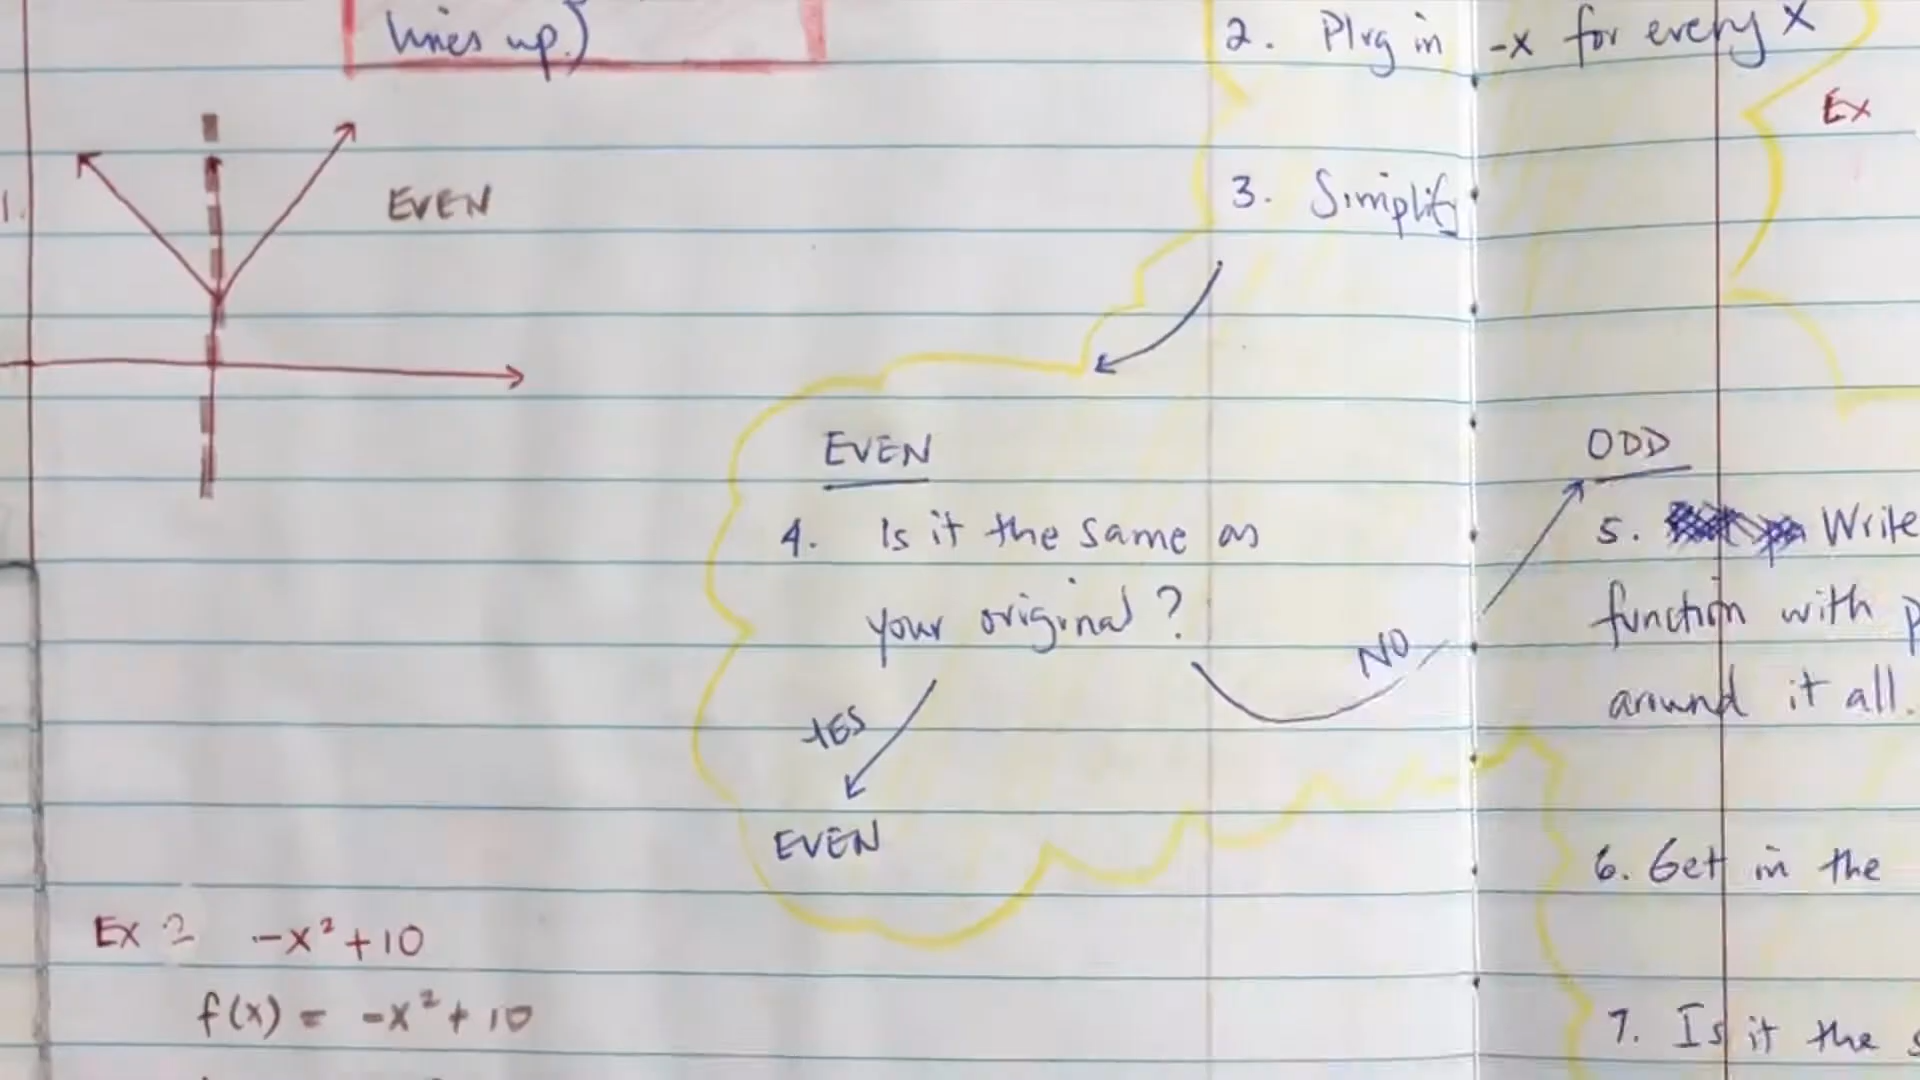 lines up.)
1.
EVEN
Ex 2 -x² + 10
f(x) = -x² + 10
2. Plug in -x for every x
3. Simplify
EVEN
4. Is it the same as
your original?
YES
NO
EVEN
Ex
ODD
5. Write
function with p
around it all.
6. Get in the
7. Is it the s